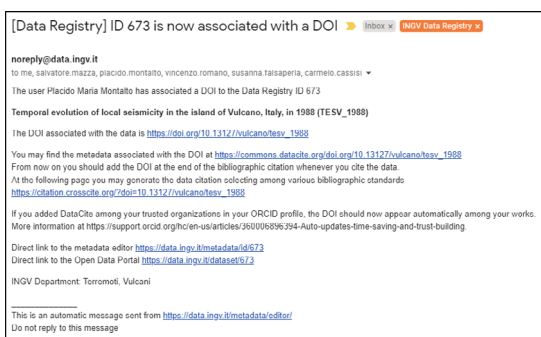 [Data Registry] ID 673 is now associated with a DOI Inbox x INGV Data Registry x
noreply@data.ingv.it
to me, salvatore.mazza, placido.montalto, vincenzo.romano, susanna.falsaperla, carmelo.cassisi
The user Placido Maria Montalto has associated a DOI to the Data Registry ID 673
Temporal evolution of local seismicity in the island of Vulcano, Italy, in 1988 (TESV_1988)
The DOI associated with the data is https://doi.org/10.13127/vulcano/tesv_1988
You may find the metadata associated with the DOI at https://commons.datacite.org/doi.org/10.13127/vulcano/tesv_1988
From now on you should add the DOI at the end of the bibliographic citation whenever you cite the data.
At the following page you may generate the data citation selecting among various bibliographic standards
https://citation.crosscite.org/?doi=10.13127/vulcano/tesv_1988
If you added DataCite among your trusted organizations in your ORCID profile, the DOI should now appear automatically among your works.
More information at https://support.orcid.org/hc/en-us/articles/360006896394-Auto-updates-time-saving-and-trust-building.
Direct link to the metadata editor https://data.ingv.it/metadata/id/673
Direct link to the Open Data Portal https://data.ingv.it/dataset/673
INGV Department: Terremoti, Vulcani
This is an automatic message sent from https://data.ingv.it/metadata/editor/
Do not reply to this message